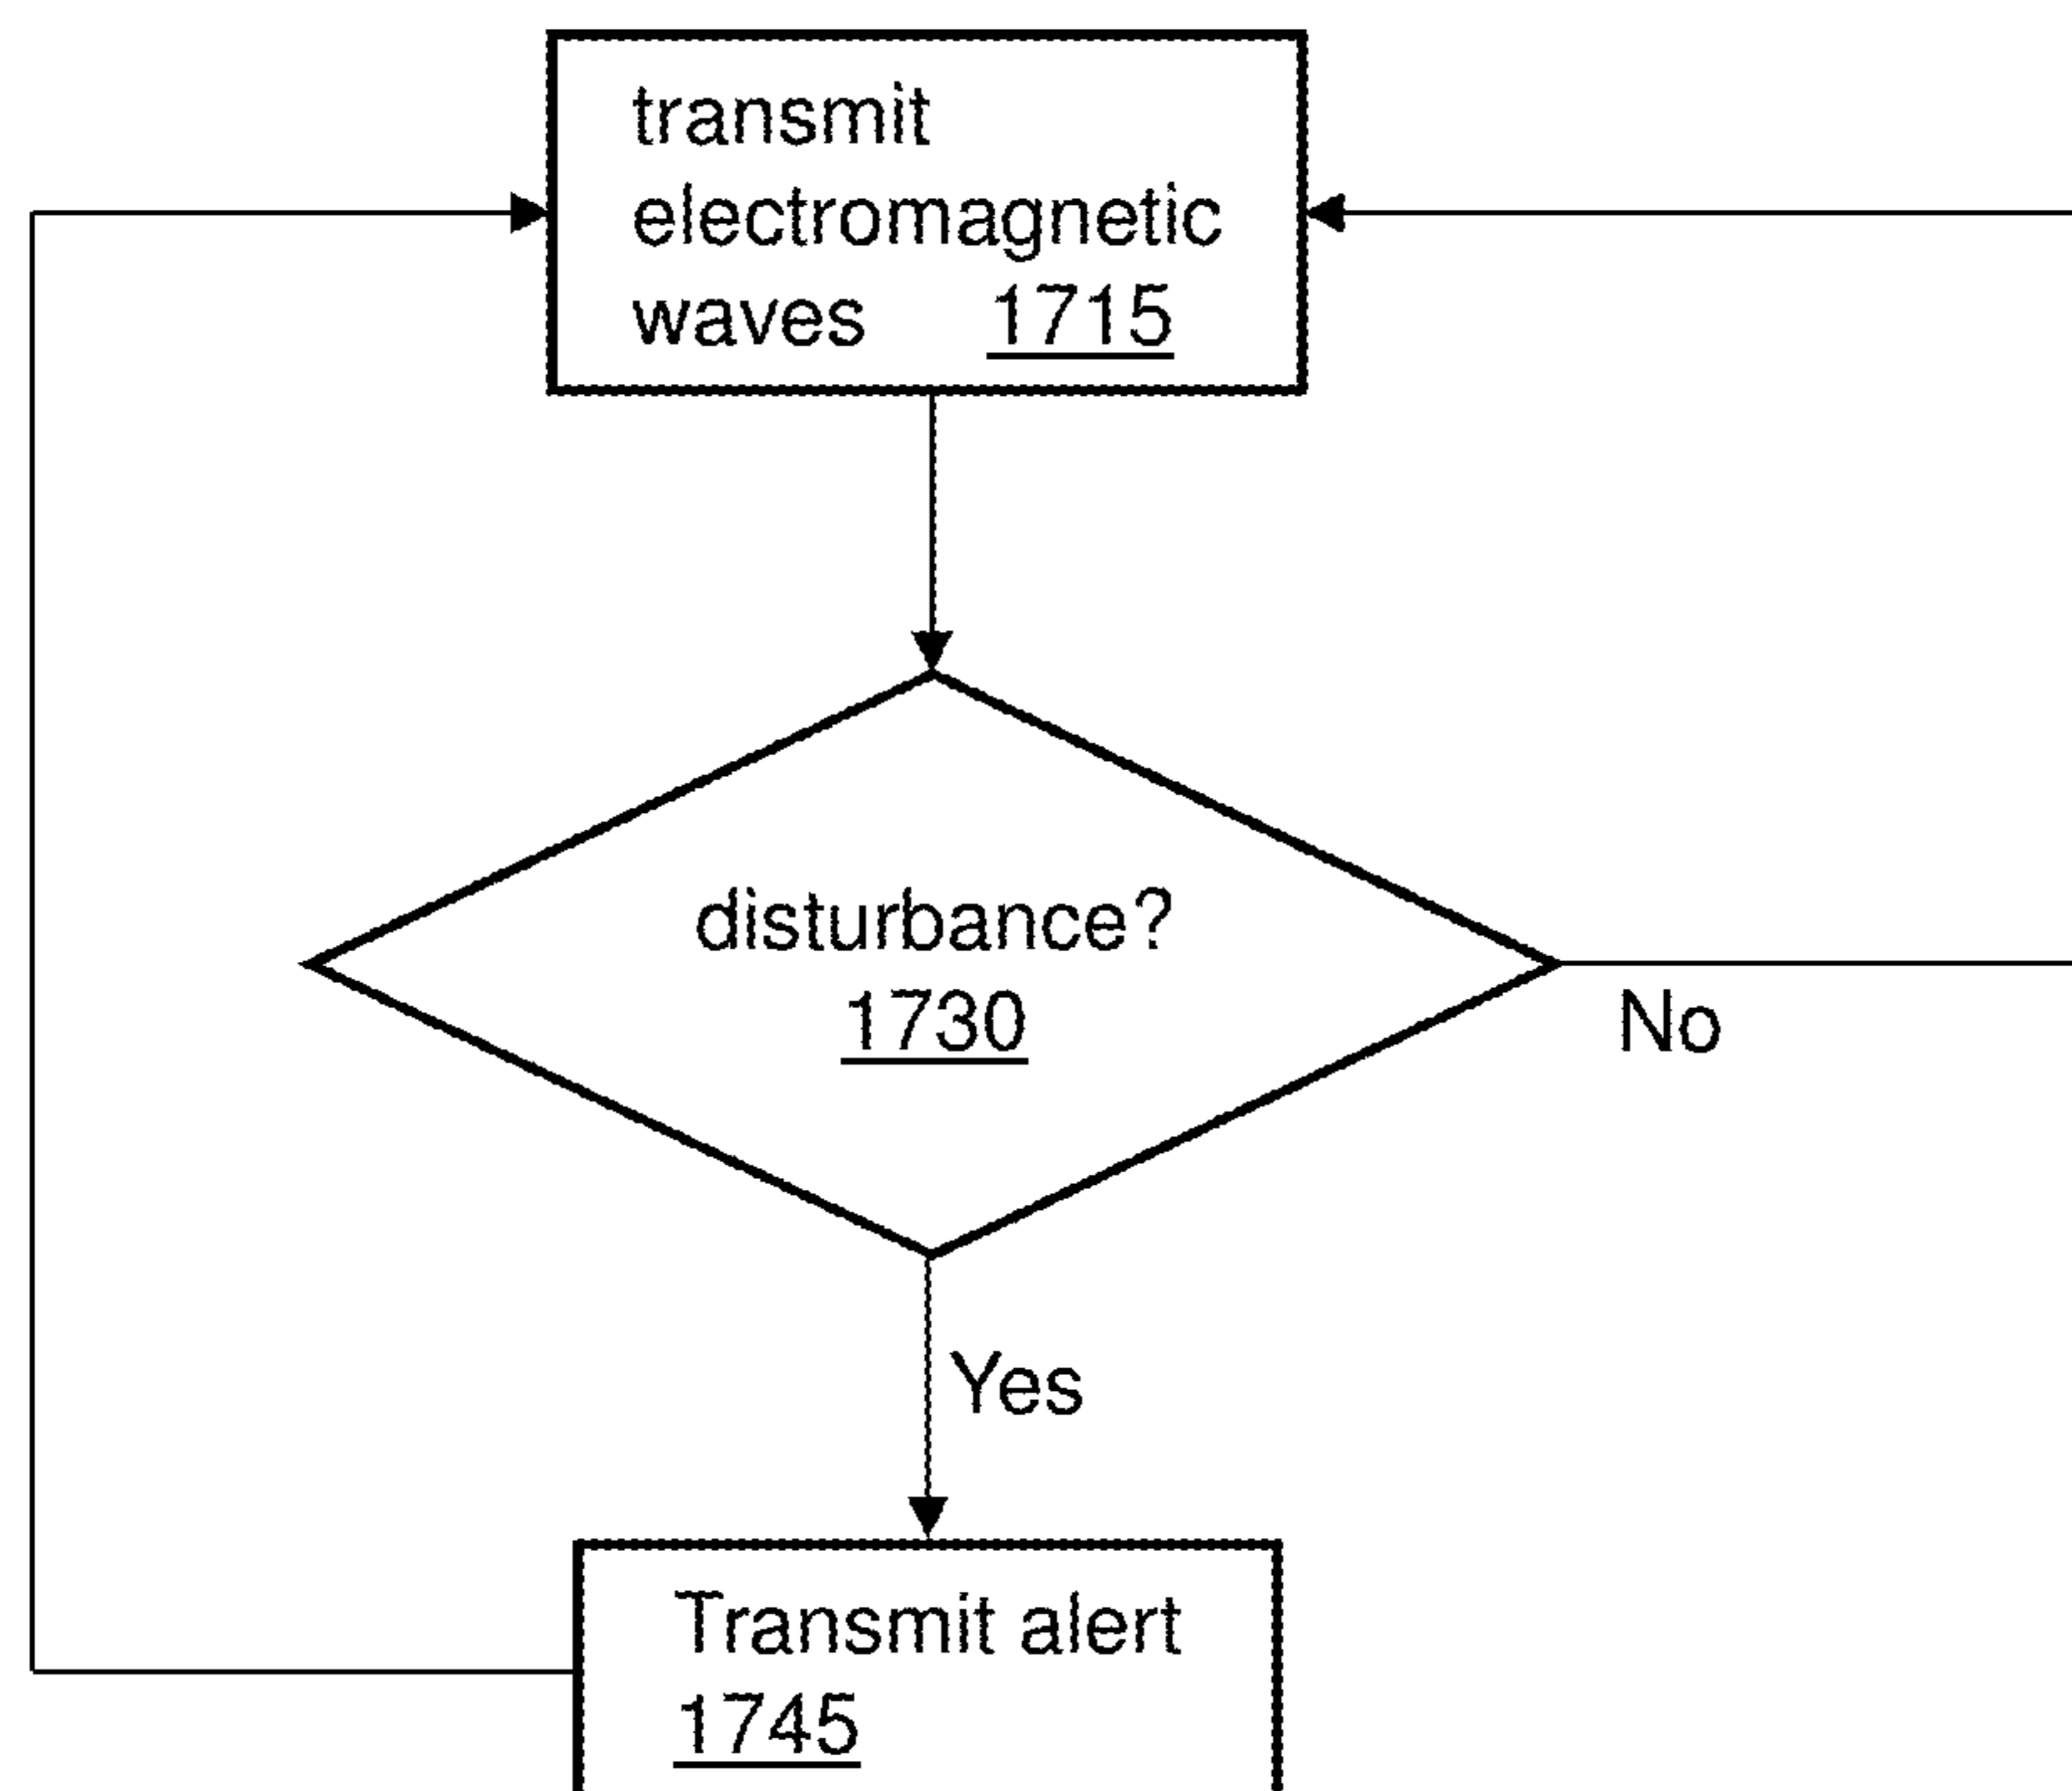 transmit
electromagnetic
waves 1715
disturbance?
1730
No
Yes
Transmit alert
1745